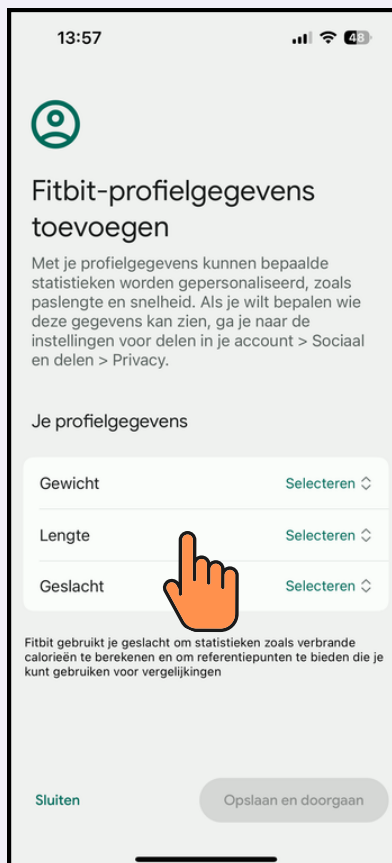 13:57
48
Fitbit-profielgegevens
toevoegen
Met je profielgegevens kunnen bepaalde
statistieken worden gepersonaliseerd, zoals
paslengte en snelheid. Als je wilt bepalen wie
deze gegevens kan zien, ga je naar de
instellingen voor delen in je account > Sociaal
en delen > Privacy.
Je profielgegevens
Gewicht Selecteren
Lengte Selecteren
Geslacht Selecteren
Fitbit gebruikt je geslacht om statistieken zoals verbrande
calorieën te berekenen en om referentiepunten te bieden die je
kunt gebruiken voor vergelijkingen
Sluiten Opslaan en doorgaan